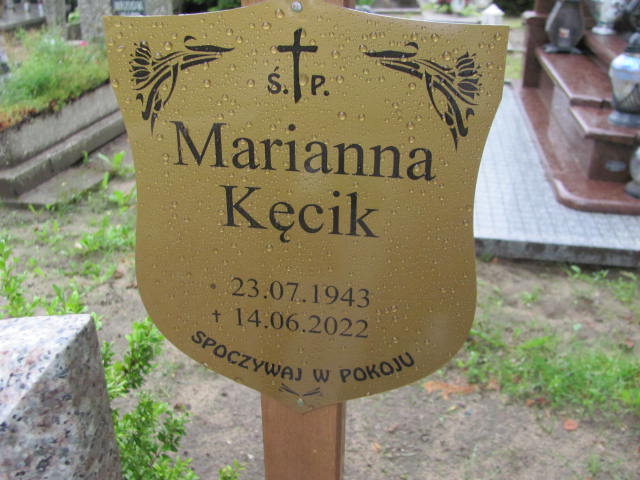 Ś. P.
Marianna
Kęcik
* 23.07.1943
✝ 14.06.2022
SPOCZYWAJ W POKOJU